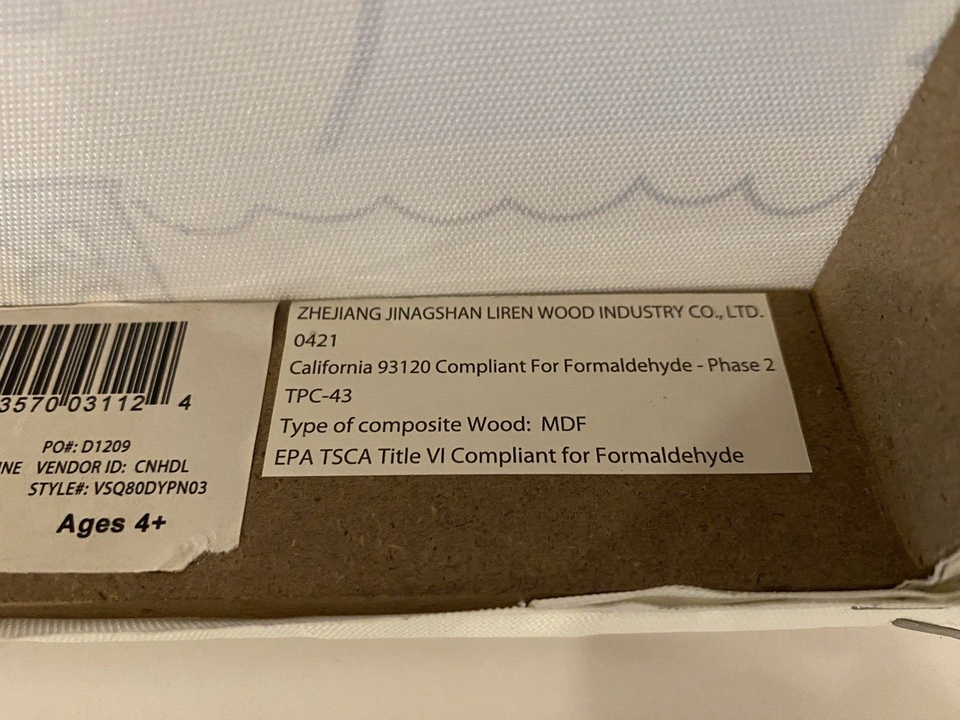 3570 03112 4
PO#: D1209
VENDOR ID: CNHDL
STYLE#: VSQ80DYPN03
Ages 4+
ZHEJIANG JINAGSHAN LIREN WOOD INDUSTRY CO., LTD.
0421
California 93120 Compliant For Formaldehyde - Phase 2
TPC-43
Type of composite Wood: MDF
EPA TSCA Title VI Compliant for Formaldehyde